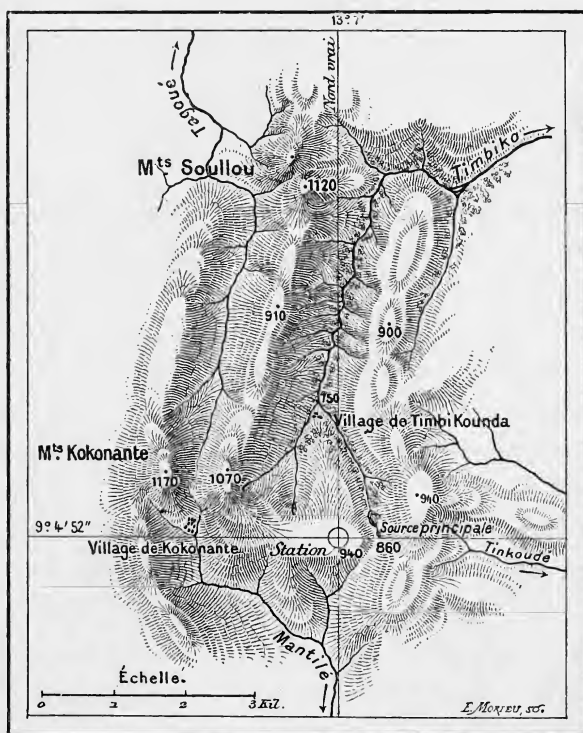 13° 7'
Nord vrai
Tagoué
Mts Soullou
Timbiko
1120
910
900
750
Village de Timbi Kounda
Mts Kokonante
1170
1070
940
9° 4' 52"
Source principale
Village de Kokonante
Station
940
860
Tinkoudé
Mantilé
Échelle.
0 1 2 3 Kil.
E. Morieu, sc.